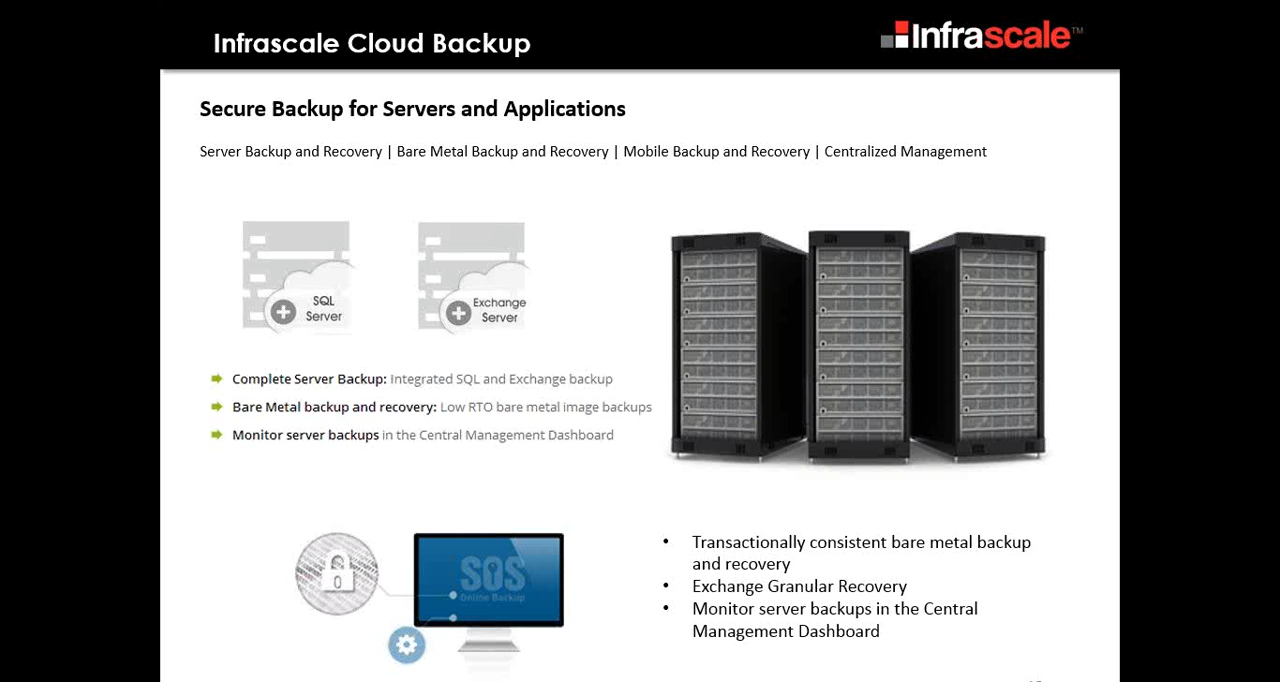 Infrascale Cloud Backup
Infrascale™
Secure Backup for Servers and Applications
Server Backup and Recovery | Bare Metal Backup and Recovery | Mobile Backup and Recovery | Centralized Management
SQL
Server
Exchange
Server
Complete Server Backup: Integrated SQL and Exchange backup
Bare Metal backup and recovery: Low RTO bare metal image backups
Monitor server backups in the Central Management Dashboard
SOS
Online Backup
• Transactionally consistent bare metal backup
and recovery
• Exchange Granular Recovery
• Monitor server backups in the Central
Management Dashboard